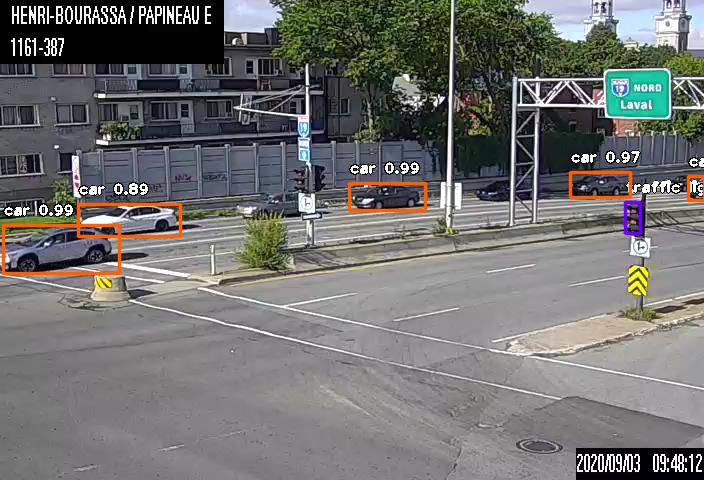 HENRI-BOURASSA / PAPINEAU E
1161-387
19 NORD
Laval
car 0.99
car 0.97
car 0.89
car 0.99
traffic
2020/09/03 09:48:12